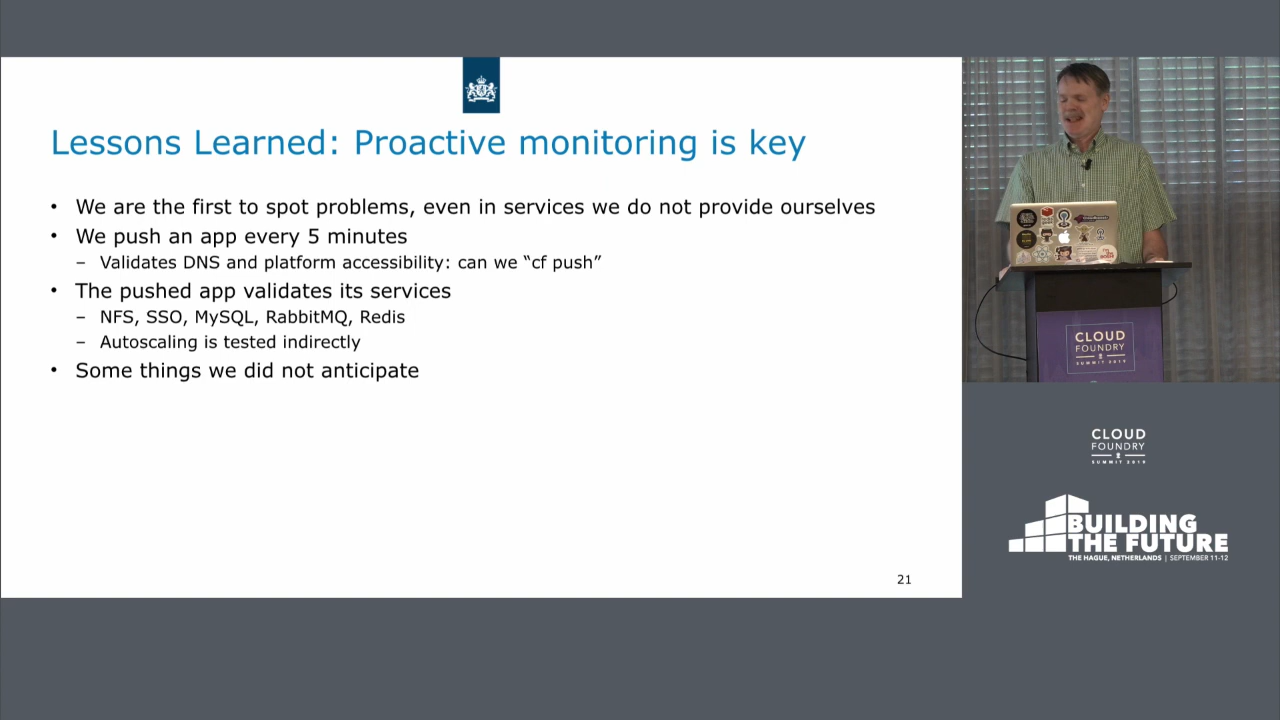 Lessons Learned: Proactive monitoring is key
• We are the first to spot problems, even in services we do not provide ourselves
• We push an app every 5 minutes
– Validates DNS and platform accessibility: can we “cf push”
• The pushed app validates its services
– NFS, SSO, MySQL, RabbitMQ, Redis
– Autoscaling is tested indirectly
• Some things we did not anticipate
21
CLOUD
FOUNDRY
SUMMIT 2019
CLOUD
FOUNDRY
SUMMIT 2019
BUILDING
THE FUTURE
THE HAGUE, NETHERLANDS | SEPTEMBER 11-12